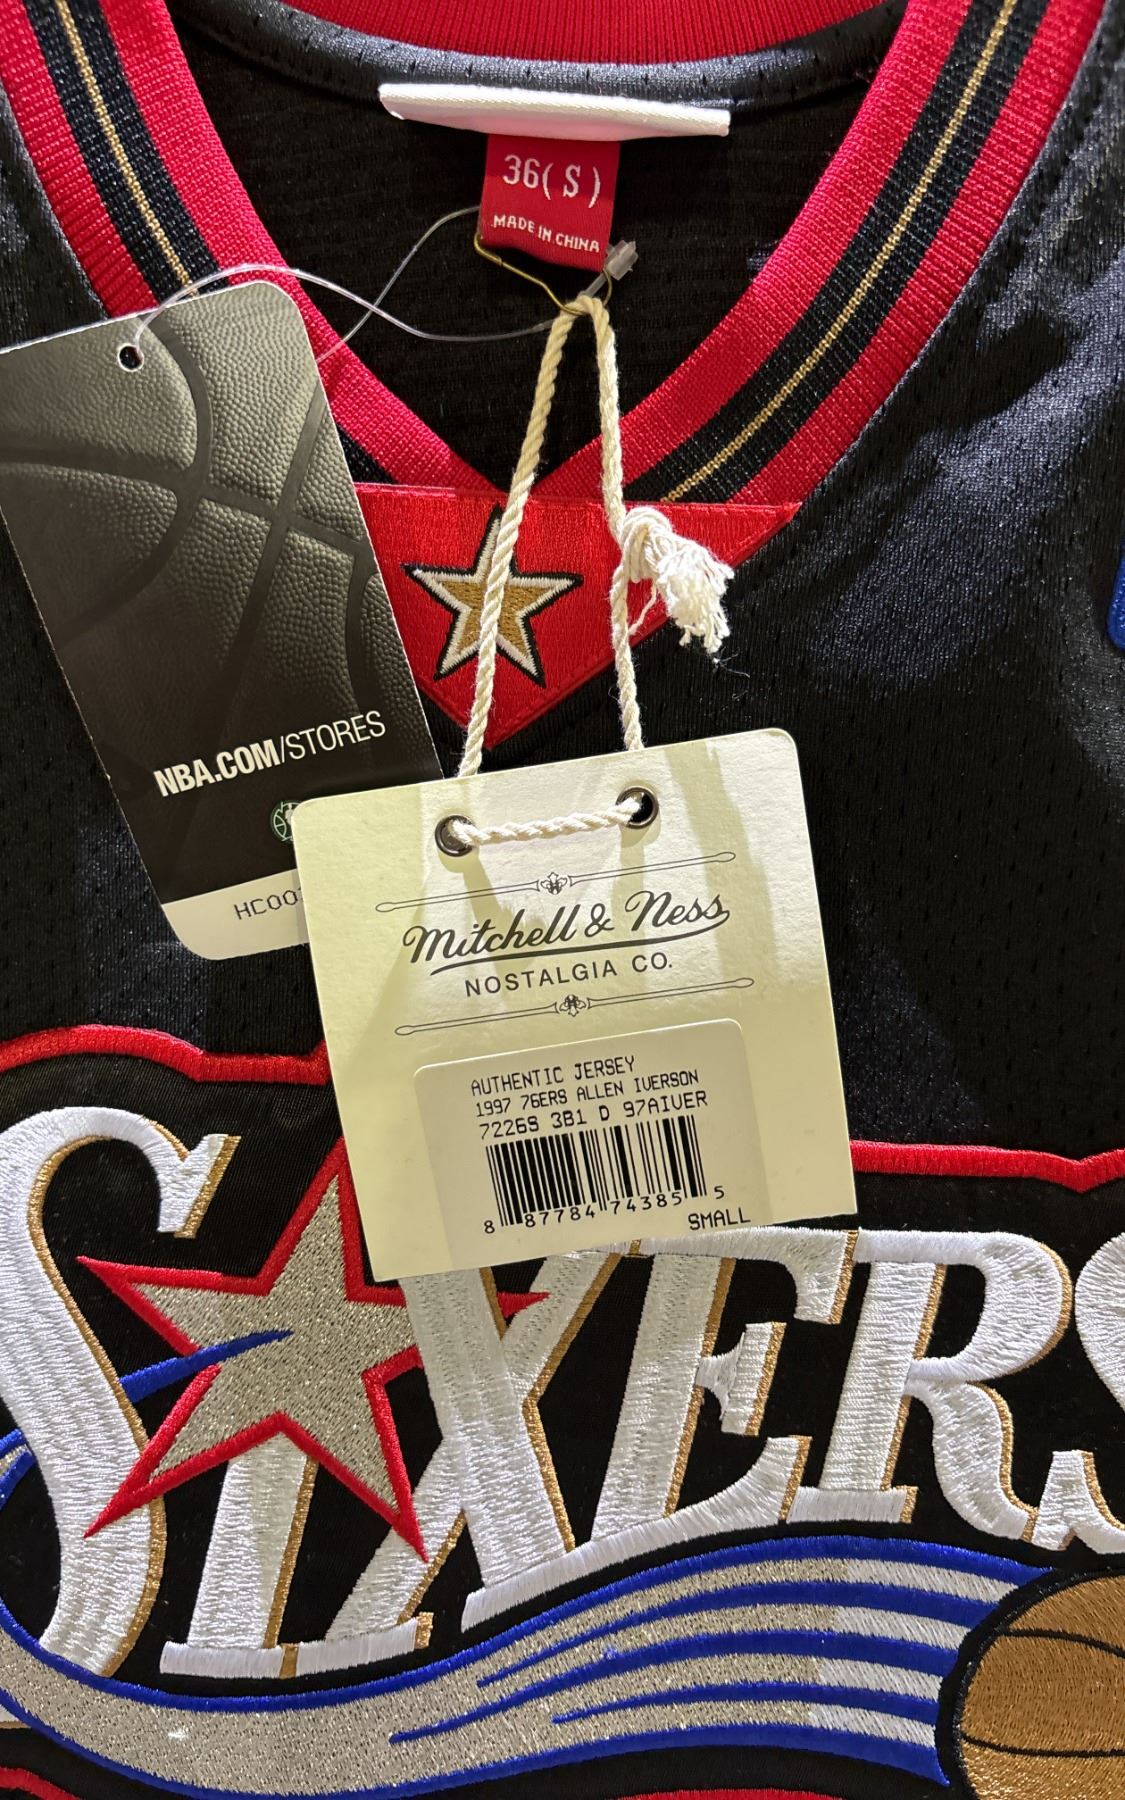 36( S )
MADE IN CHINA
NBA.COM/STORES
Mitchell & Ness
NOSTALGIA CO.
AUTHENTIC JERSEY
1997 76ERS ALLEN IVERSON
7226S 3B1 D 97AIVER
8 87784 74385 5
SMALL
SIXERS